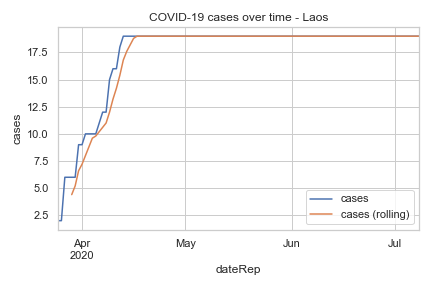 COVID-19 cases over time - Laos
cases
17.5
15.0
12.5
10.0
7.5
5.0
2.5
Apr
2020
May
Jun
Jul
dateRep
cases
cases (rolling)